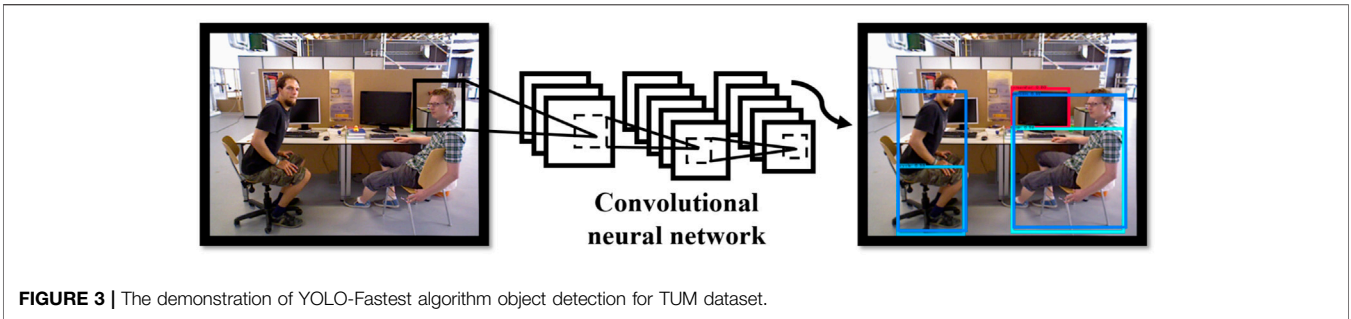 Convolutional
neural network
FIGURE 3 | The demonstration of YOLO-Fastest algorithm object detection for TUM dataset.